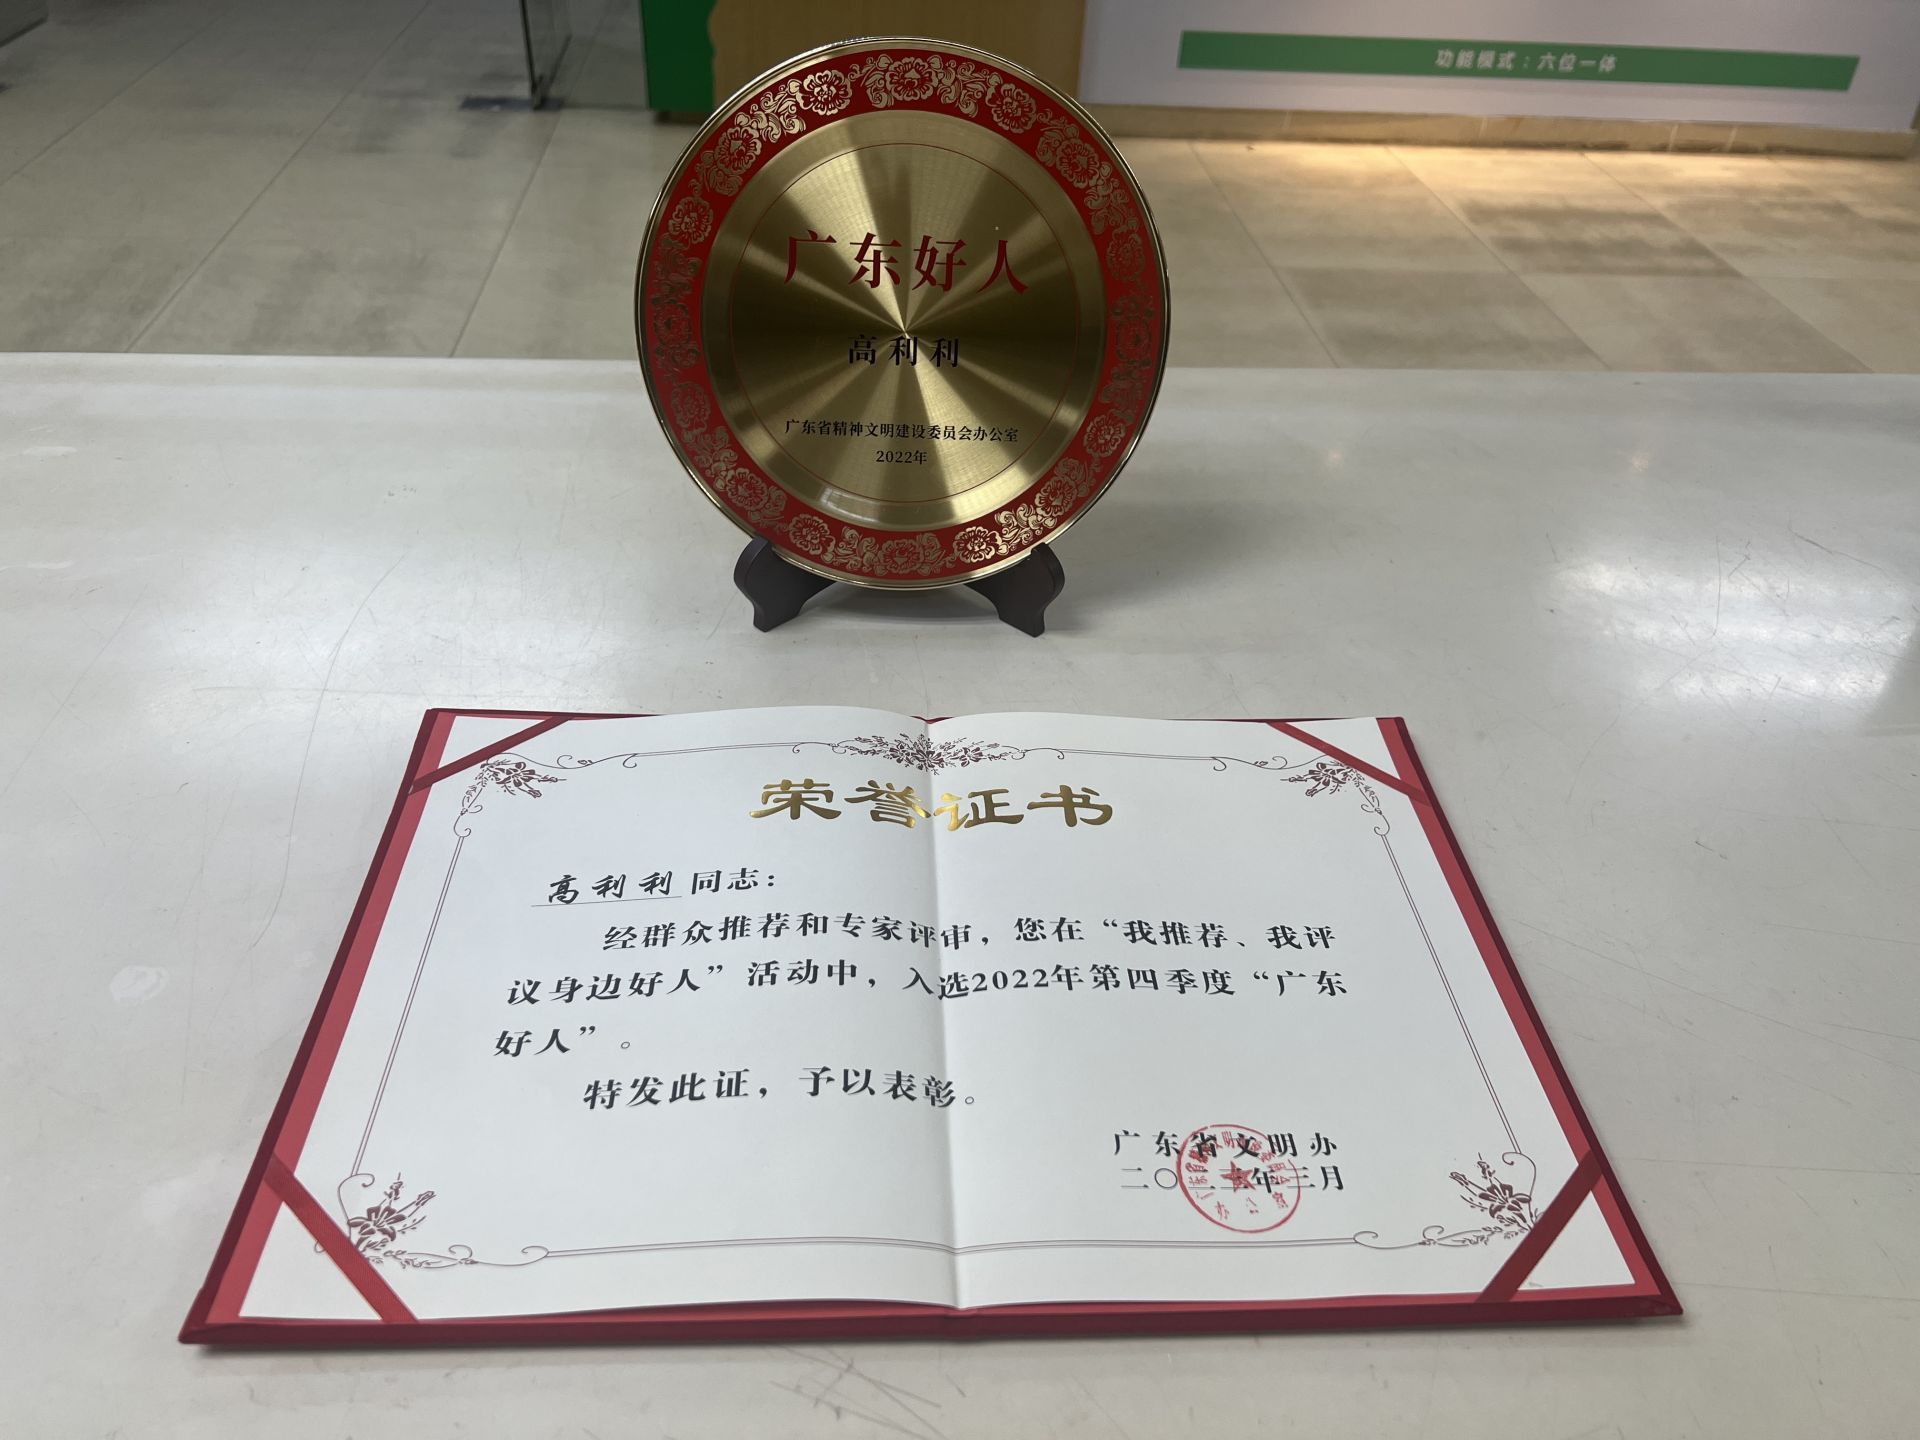 功能模式：六位一体
广东好人
高利利
广东省精神文明建设委员会办公室
2022年
荣誉证书
高利利同志：
经群众推荐和专家评审，您在“我推荐、我评
议身边好人”活动中，入选2022年第四季度“广东
好人”。
特发此证，予以表彰。
广东省文明办
二〇二三年三月